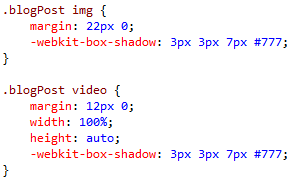 .blogPost img {
    margin: 22px 0;
    -webkit-box-shadow: 3px 3px 7px #777;
}

.blogPost video {
    margin: 12px 0;
    width: 100%;
    height: auto;
    -webkit-box-shadow: 3px 3px 7px #777;
}